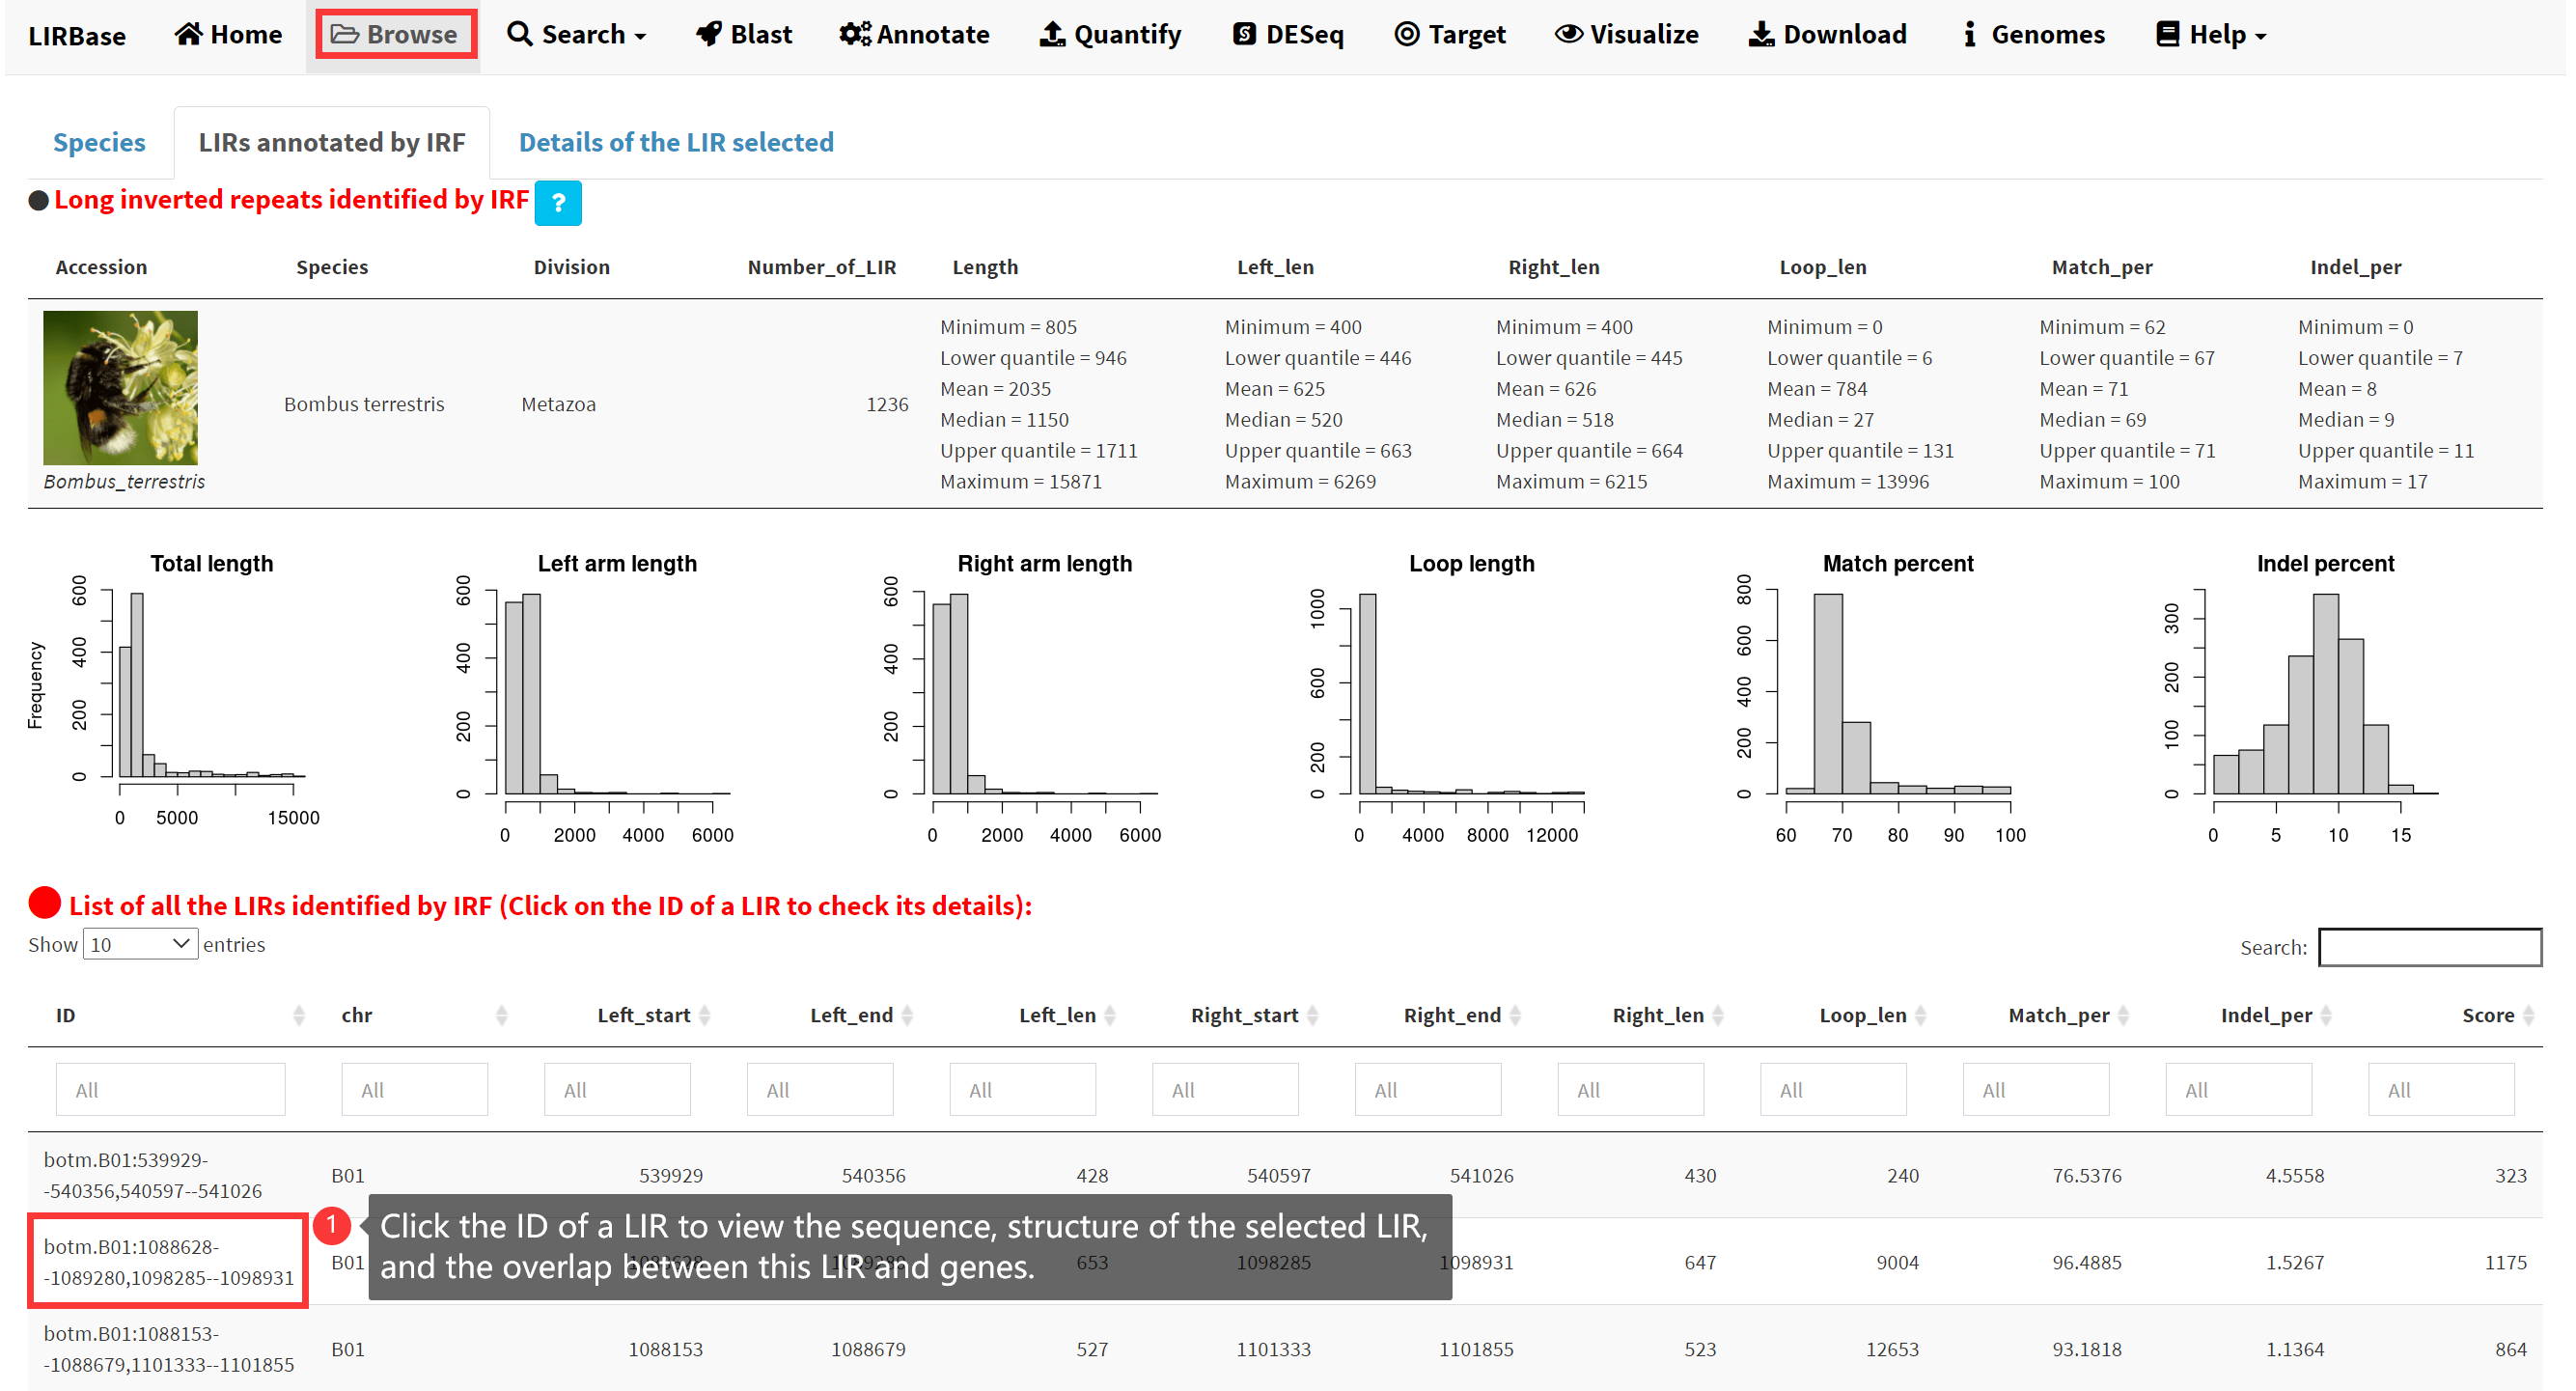 LIRBase Home Browse Search Blast Annotate Quantify DESeq Target Visualize Download Genomes Help
Species LIRs annotated by IRF Details of the LIR selected
Long inverted repeats identified by IRF ?
Accession Species Division Number_of_LIR Length Left_len Right_len Loop_len Match_per Indel_per
Minimum = 805 Minimum = 400 Minimum = 400 Minimum = 0 Minimum = 62 Minimum = 0
Lower quantile = 946 Lower quantile = 446 Lower quantile = 445 Lower quantile = 6 Lower quantile = 67 Lower quantile = 7
Mean = 2035 Mean = 625 Mean = 626 Mean = 784 Mean = 71 Mean = 8
Bombus terrestris Metazoa 1236
Median = 1150 Median = 520 Median = 518 Median = 27 Median = 69 Median = 9
Upper quantile = 1711 Upper quantile = 663 Upper quantile = 664 Upper quantile = 131 Upper quantile = 71 Upper quantile = 11
Bombus_terrestris Maximum = 15871 Maximum = 6269 Maximum = 6215 Maximum = 13996 Maximum = 100 Maximum = 17
Total length
Frequency
0 200 400 600
0 5000 15000
Left arm length
0 200 400 600
0 2000 4000 6000
Right arm length
0 200 400 600
0 2000 4000 6000
Loop length
0 200 600 1000
0 4000 8000 12000
Match percent
0 200 400 600 800
60 70 80 90 100
Indel percent
0 100 200 300
0 5 10 15
List of all the LIRs identified by IRF (Click on the ID of a LIR to check its details):
Show 10 entries Search:
ID chr Left_start Left_end Left_len Right_start Right_end Right_len Loop_len Match_per Indel_per Score
All All All All All All All All All All All All
botm.B01:539929-
-540356,540597--541026 B01 539929 540356 428 540597 541026 430 240 76.5376 4.5558 323
1 Click the ID of a LIR to view the sequence, structure of the selected LIR,
and the overlap between this LIR and genes.
botm.B01:1088628-
-1089280,1098285--1098931 B01 1088628 1089280 653 1098285 1098931 647 9004 96.4885 1.5267 1175
botm.B01:1088153-
-1088679,1101333--1101855 B01 1088153 1088679 527 1101333 1101855 523 12653 93.1818 1.1364 864